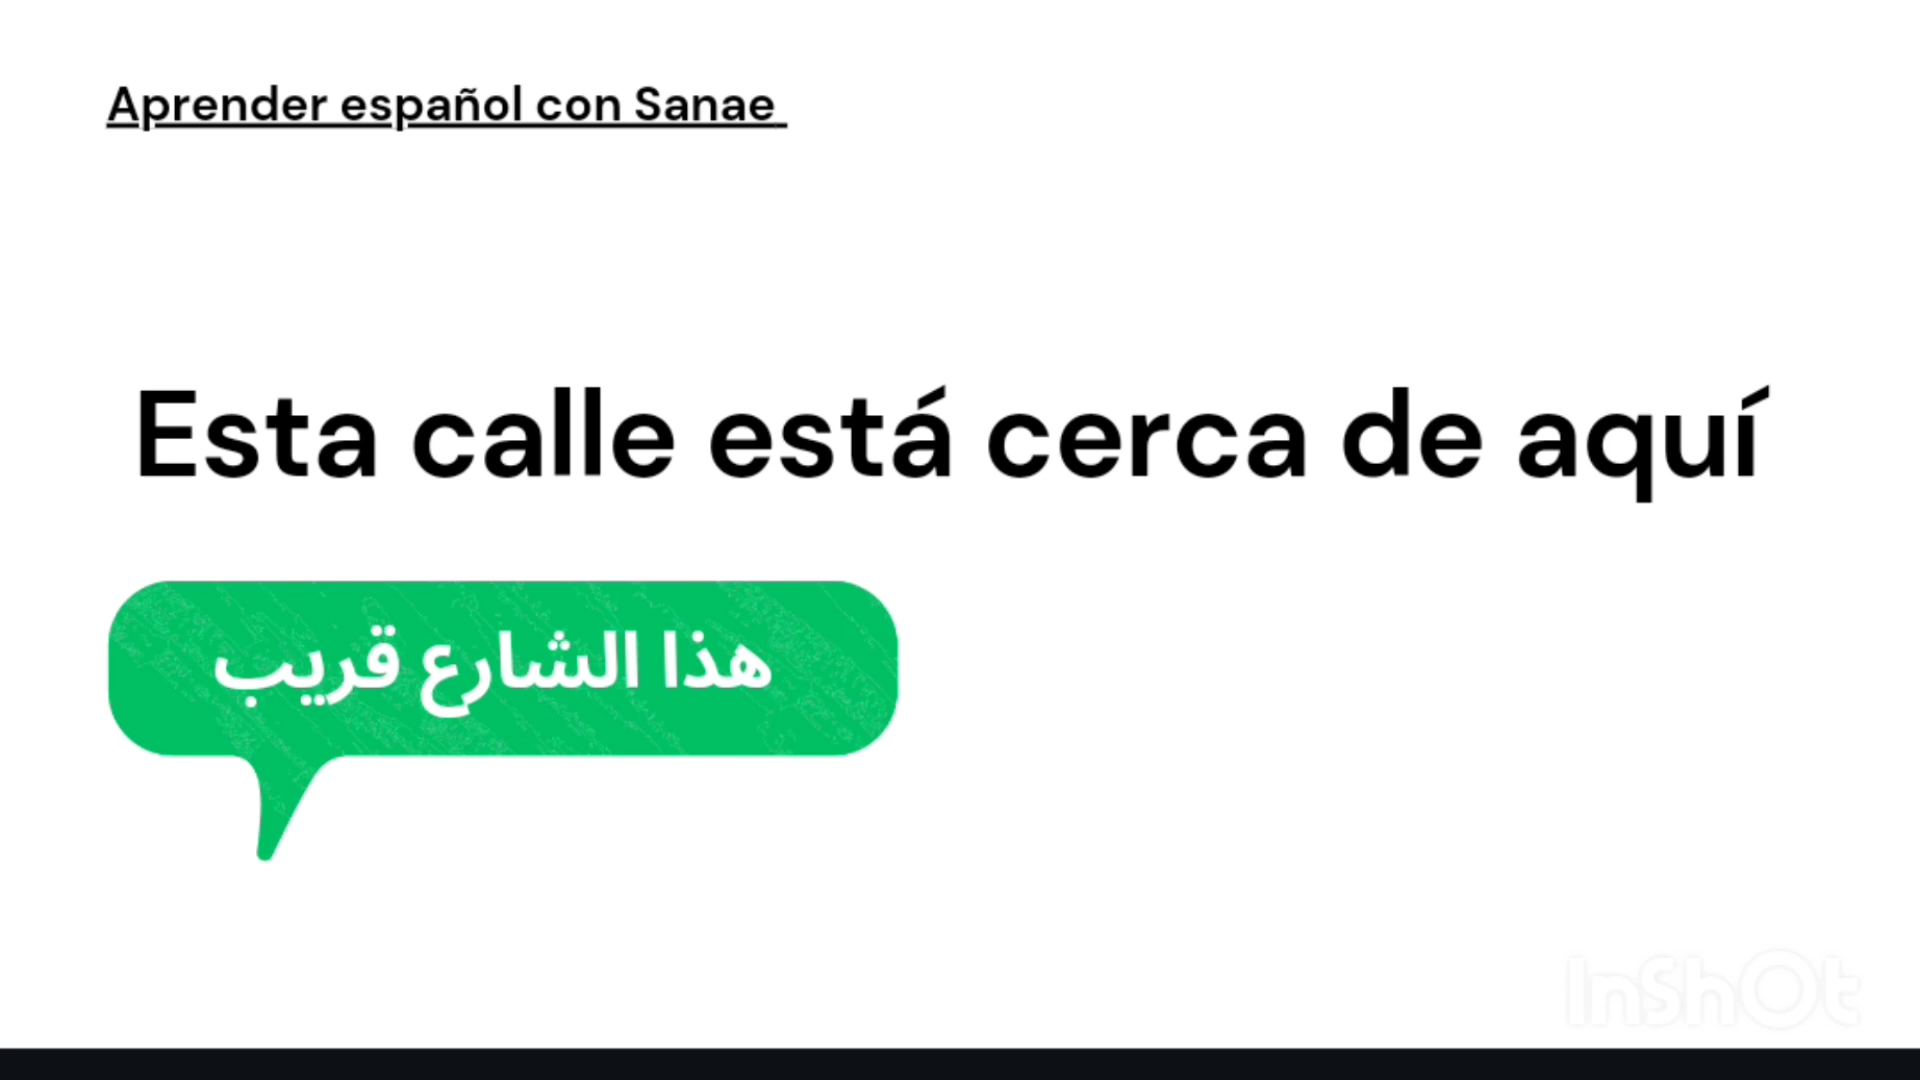 Aprender español con Sanae
Esta calle está cerca de aquí
هذا الشارع قريب
InShOt